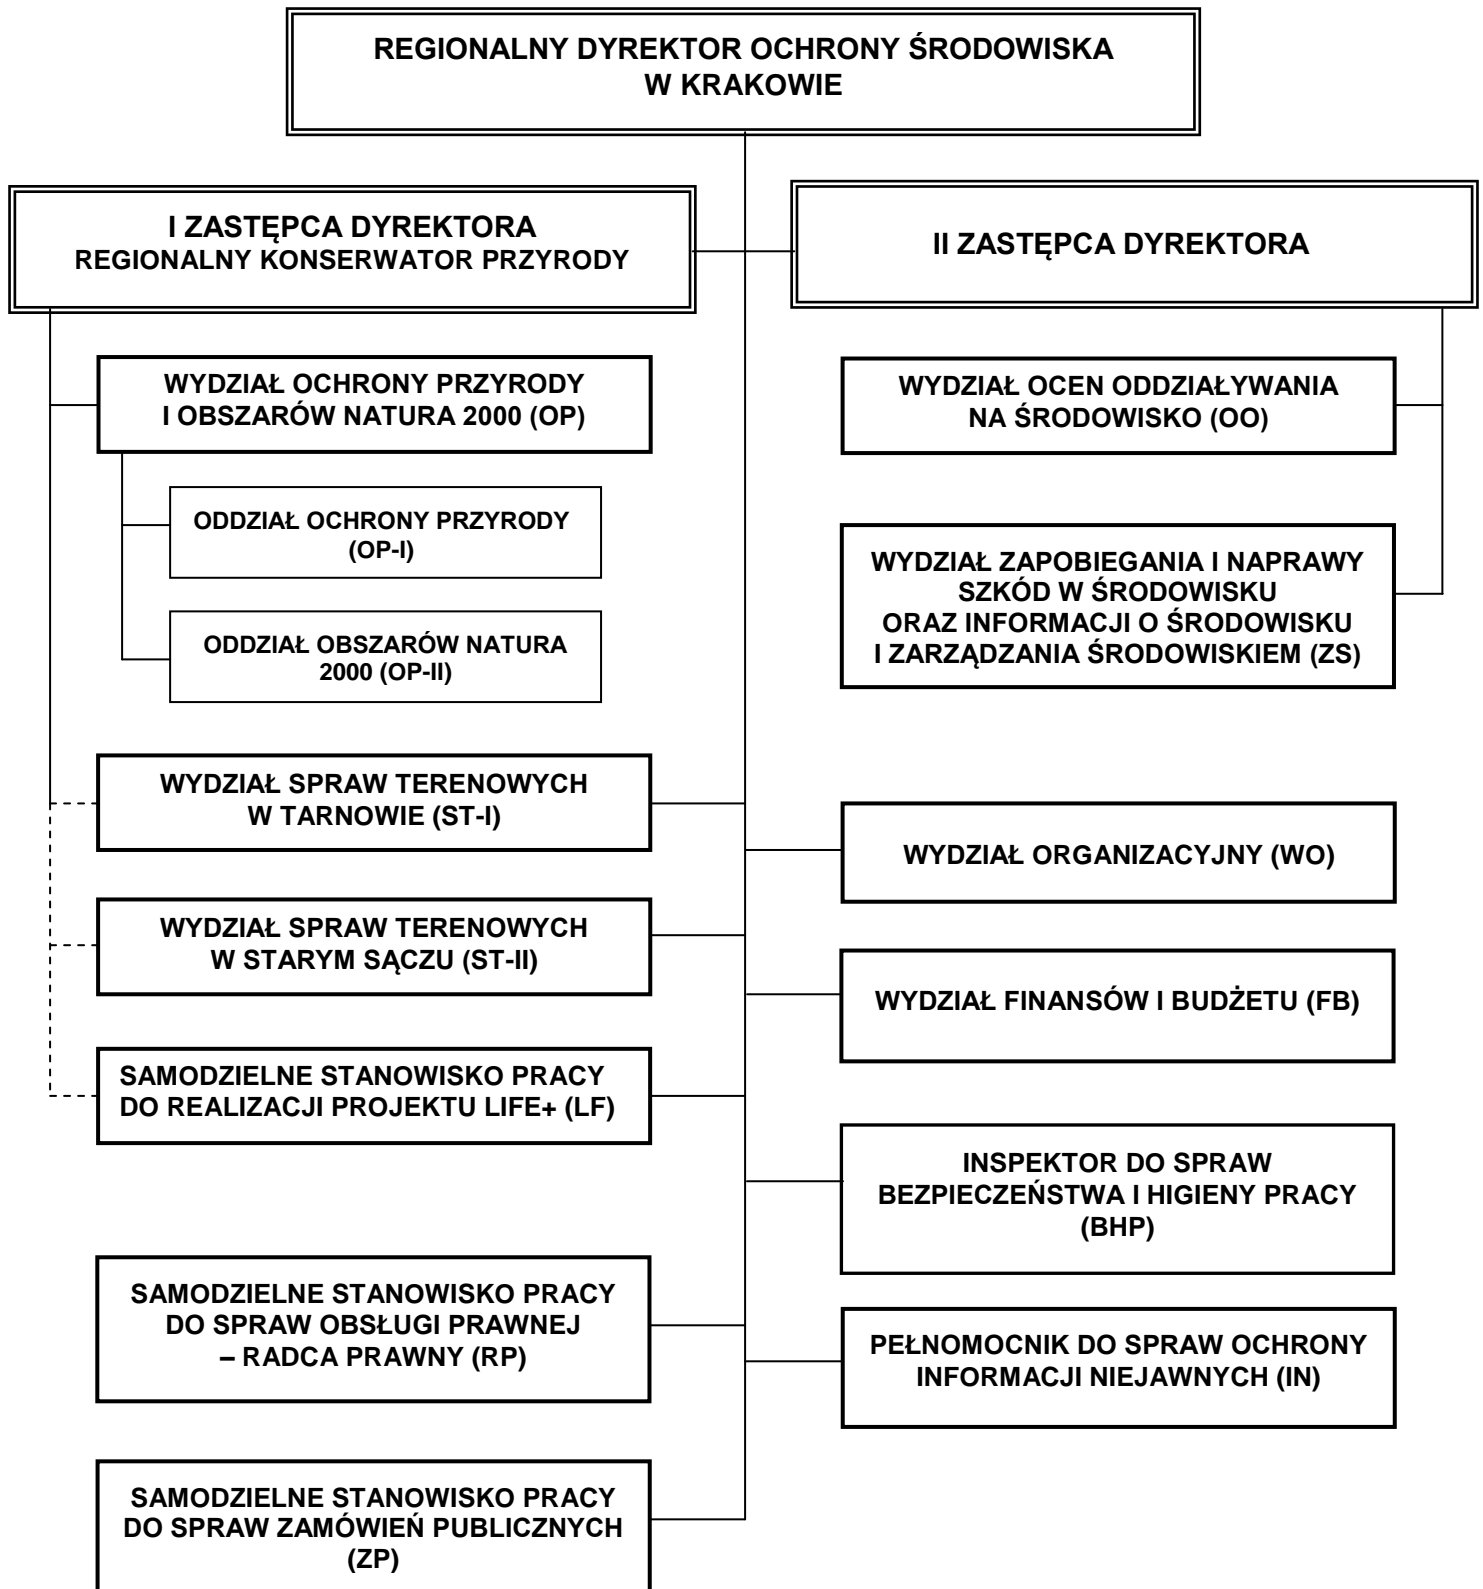 REGIONALNY DYREKTOR OCHRONY ŚRODOWISKA
W KRAKOWIE
I ZASTĘPCA DYREKTORA
REGIONALNY KONSERWATOR PRZYRODY
II ZASTĘPCA DYREKTORA
WYDZIAŁ OCHRONY PRZYRODY
I OBSZARÓW NATURA 2000 (OP)
ODDZIAŁ OCHRONY PRZYRODY
(OP-I)
ODDZIAŁ OBSZARÓW NATURA
2000 (OP-II)
WYDZIAŁ OCEN ODDZIAŁYWANIA
NA ŚRODOWISKO (OO)
WYDZIAŁ ZAPOBIEGANIA I NAPRAWY
SZKÓD W ŚRODOWISKU
ORAZ INFORMACJI O ŚRODOWISKU
I ZARZĄDZANIA ŚRODOWISKIEM (ZS)
WYDZIAŁ SPRAW TERENOWYCH
W TARNOWIE (ST-I)
WYDZIAŁ SPRAW TERENOWYCH
W STARYM SĄCZU (ST-II)
SAMODZIELNE STANOWISKO PRACY
DO REALIZACJI PROJEKTU LIFE+ (LF)
SAMODZIELNE STANOWISKO PRACY
DO SPRAW OBSŁUGI PRAWNEJ
– RADCA PRAWNY (RP)
SAMODZIELNE STANOWISKO PRACY
DO SPRAW ZAMÓWIEŃ PUBLICZNYCH
(ZP)
WYDZIAŁ ORGANIZACYJNY (WO)
WYDZIAŁ FINANSÓW I BUDŻETU (FB)
INSPEKTOR DO SPRAW
BEZPIECZEŃSTWA I HIGIENY PRACY
(BHP)
PEŁNOMOCNIK DO SPRAW OCHRONY
INFORMACJI NIEJAWNYCH (IN)